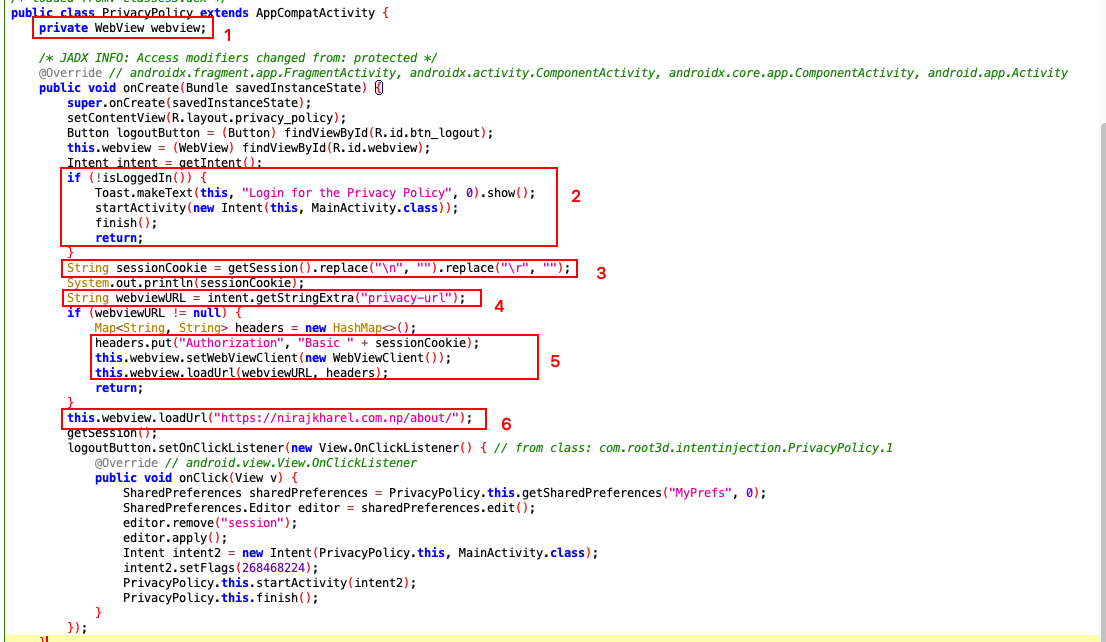 public class PrivacyPolicy extends AppCompatActivity {
private WebView webview; 1
/* JADX INFO: Access modifiers changed from: protected */
@Override // androidx.fragment.app.FragmentActivity, androidx.activity.ComponentActivity, androidx.core.app.ComponentActivity, android.app.Activity
public void onCreate(Bundle savedInstanceState) {
super.onCreate(savedInstanceState);
setContentView(R.layout.privacy_policy);
Button logoutButton = (Button) findViewById(R.id.btn_logout);
this.webview = (WebView) findViewById(R.id.webview);
Intent intent = getIntent();
if (!isLoggedIn()) {
Toast.makeText(this, "Login for the Privacy Policy", 0).show(); 2
startActivity(new Intent(this, MainActivity.class));
finish();
return;
}
String sessionCookie = getSession().replace("\n", "").replace("\r", ""); 3
System.out.println(sessionCookie);
String webviewURL = intent.getStringExtra("privacy-url"); 4
if (webviewURL != null) {
Map<String, String> headers = new HashMap<>();
headers.put("Authorization", "Basic " + sessionCookie);
this.webview.setWebViewClient(new WebViewClient()); 5
this.webview.loadUrl(webviewURL, headers);
return;
}
this.webview.loadUrl("https://nirajkharel.com.np/about/"); 6
getSession();
logoutButton.setOnClickListener(new View.OnClickListener() { // from class: com.root3d.intentinjection.PrivacyPolicy.1
@Override // android.view.View.OnClickListener
public void onClick(View v) {
SharedPreferences sharedPreferences = PrivacyPolicy.this.getSharedPreferences("MyPrefs", 0);
SharedPreferences.Editor editor = sharedPreferences.edit();
editor.remove("session");
editor.apply();
Intent intent2 = new Intent(PrivacyPolicy.this, MainActivity.class);
intent2.setFlags(268468224);
PrivacyPolicy.this.startActivity(intent2);
PrivacyPolicy.this.finish();
}
});